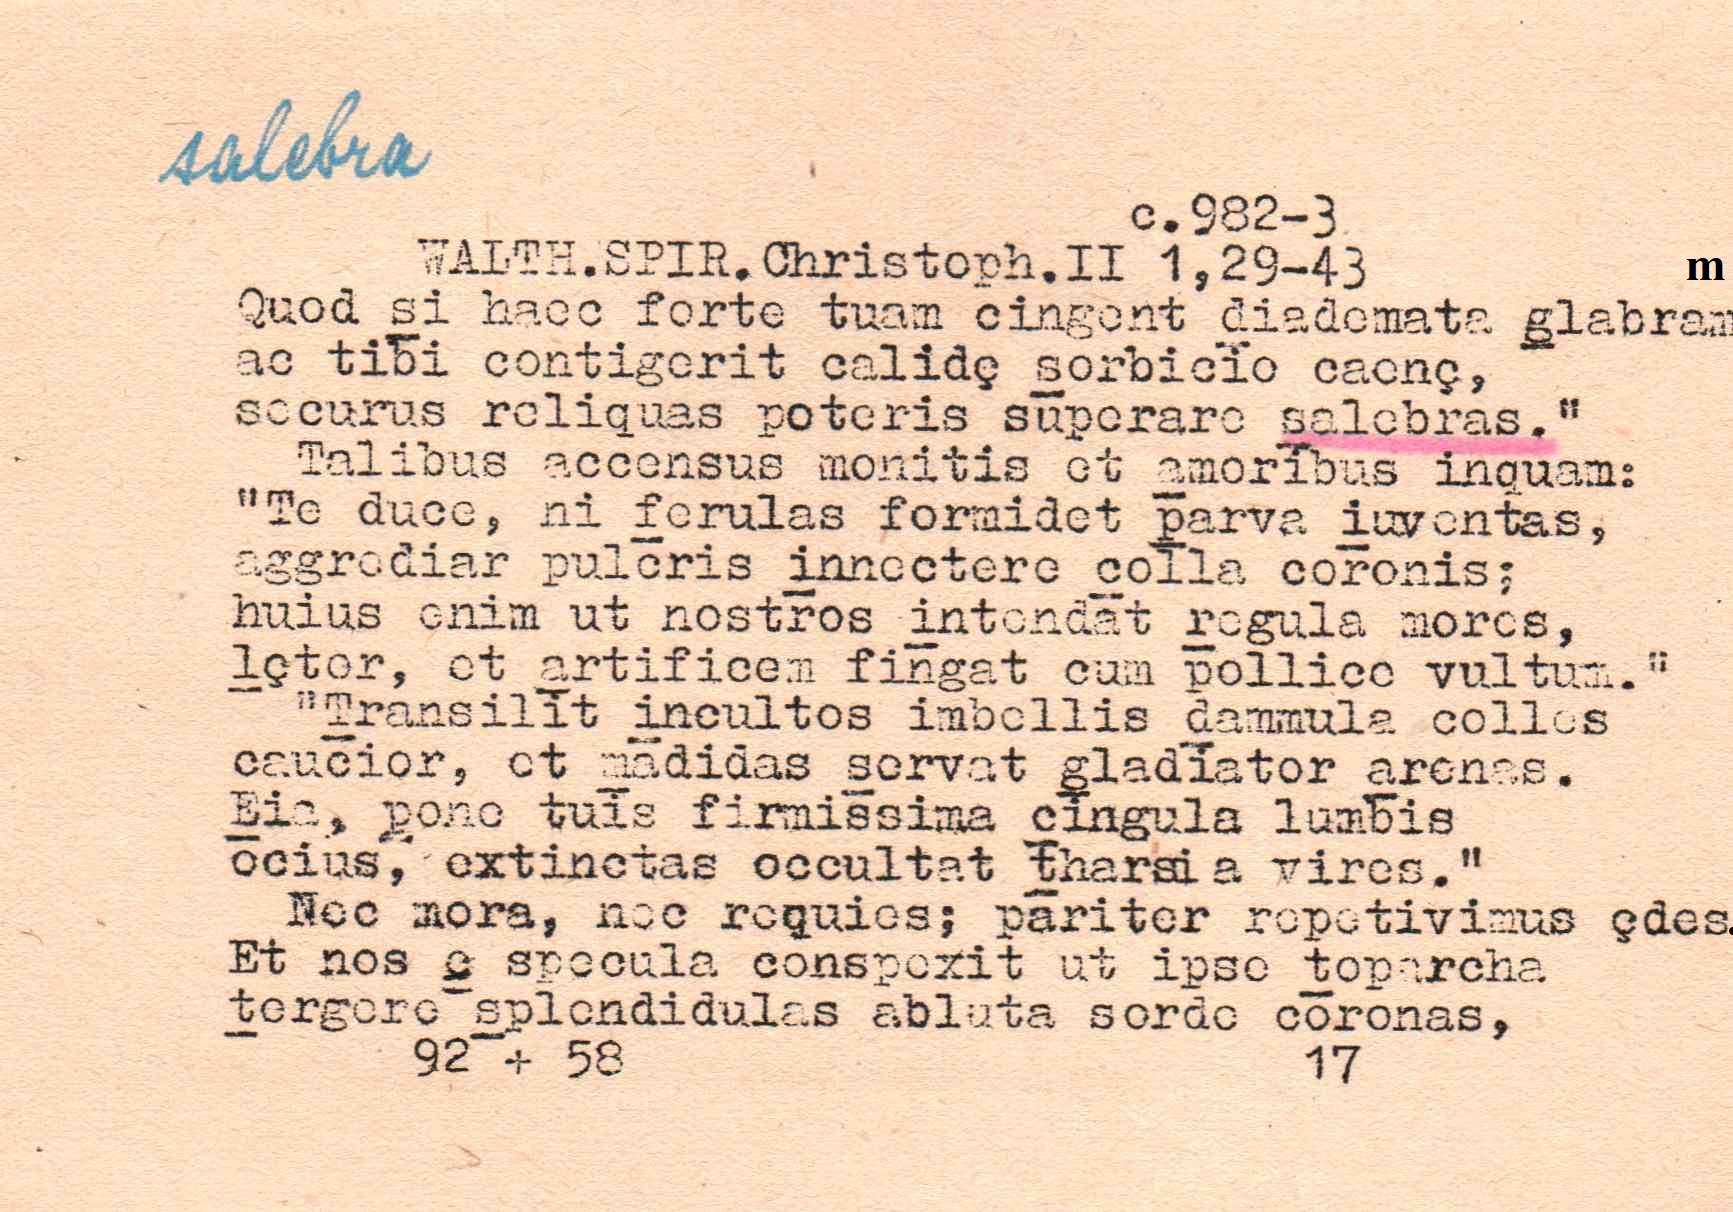 salebra
c.982-3
WALTH.SPIR.Christoph.II 1,29-43
m
Quod si haec forte tuam cingent diademata glabram
ac tibi contigerit calidę sorbicio caenę,
securus reliquas poteris superare salebras."
Talibus accensus monitis et amoribus inquam:
"Te duce, ni ferulas formidet parva iuventas,
aggrediar pulcris innectere colla coronis;
huius enim ut nostros intendat regula mores,
lętor, et artificem fingat cum pollice vultum."
"Transilit incultos imbellis dammula colles
caucior, et madidas servat gladiator arenas.
Eia, pone tuis firmissima cingula lumbis
ocius, extinctas occultat tharsia vires."
Nec mora, nec requies; pariter repetivimus ędes.
Et nos e specula conspexit ut ipse toparcha
tergere splendidulas abluta sorde coronas,
92 + 58 17